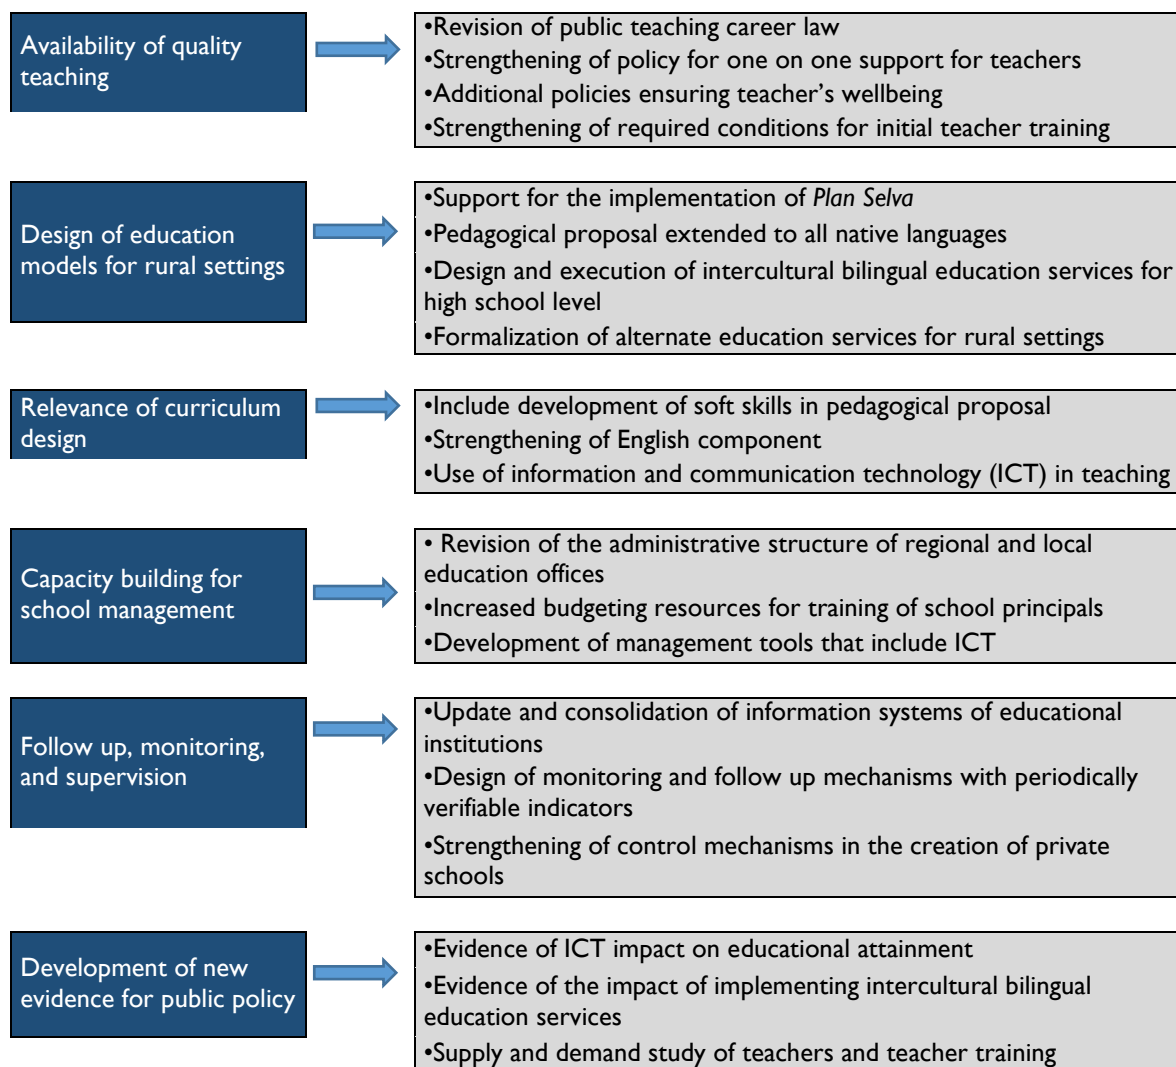 Availability of quality
teaching
•Revision of public teaching career law
•Strengthening of policy for one on one support for teachers
•Additional policies ensuring teacher's wellbeing
•Strengthening of required conditions for initial teacher training
Design of education
models for rural settings
•Support for the implementation of Plan Selva
•Pedagogical proposal extended to all native languages
•Design and execution of intercultural bilingual education services for
high school level
•Formalization of alternate education services for rural settings
Relevance of curriculum
design
•Include development of soft skills in pedagogical proposal
•Strengthening of English component
•Use of information and communication technology (ICT) in teaching
Capacity building for
school management
• Revision of the administrative structure of regional and local
education offices
•Increased budgeting resources for training of school principals
•Development of management tools that include ICT
Follow up, monitoring,
and supervision
•Update and consolidation of information systems of educational
institutions
•Design of monitoring and follow up mechanisms with periodically
verifiable indicators
•Strengthening of control mechanisms in the creation of private
schools
Development of new
evidence for public policy
•Evidence of ICT impact on educational attainment
•Evidence of the impact of implementing intercultural bilingual
education services
•Supply and demand study of teachers and teacher training